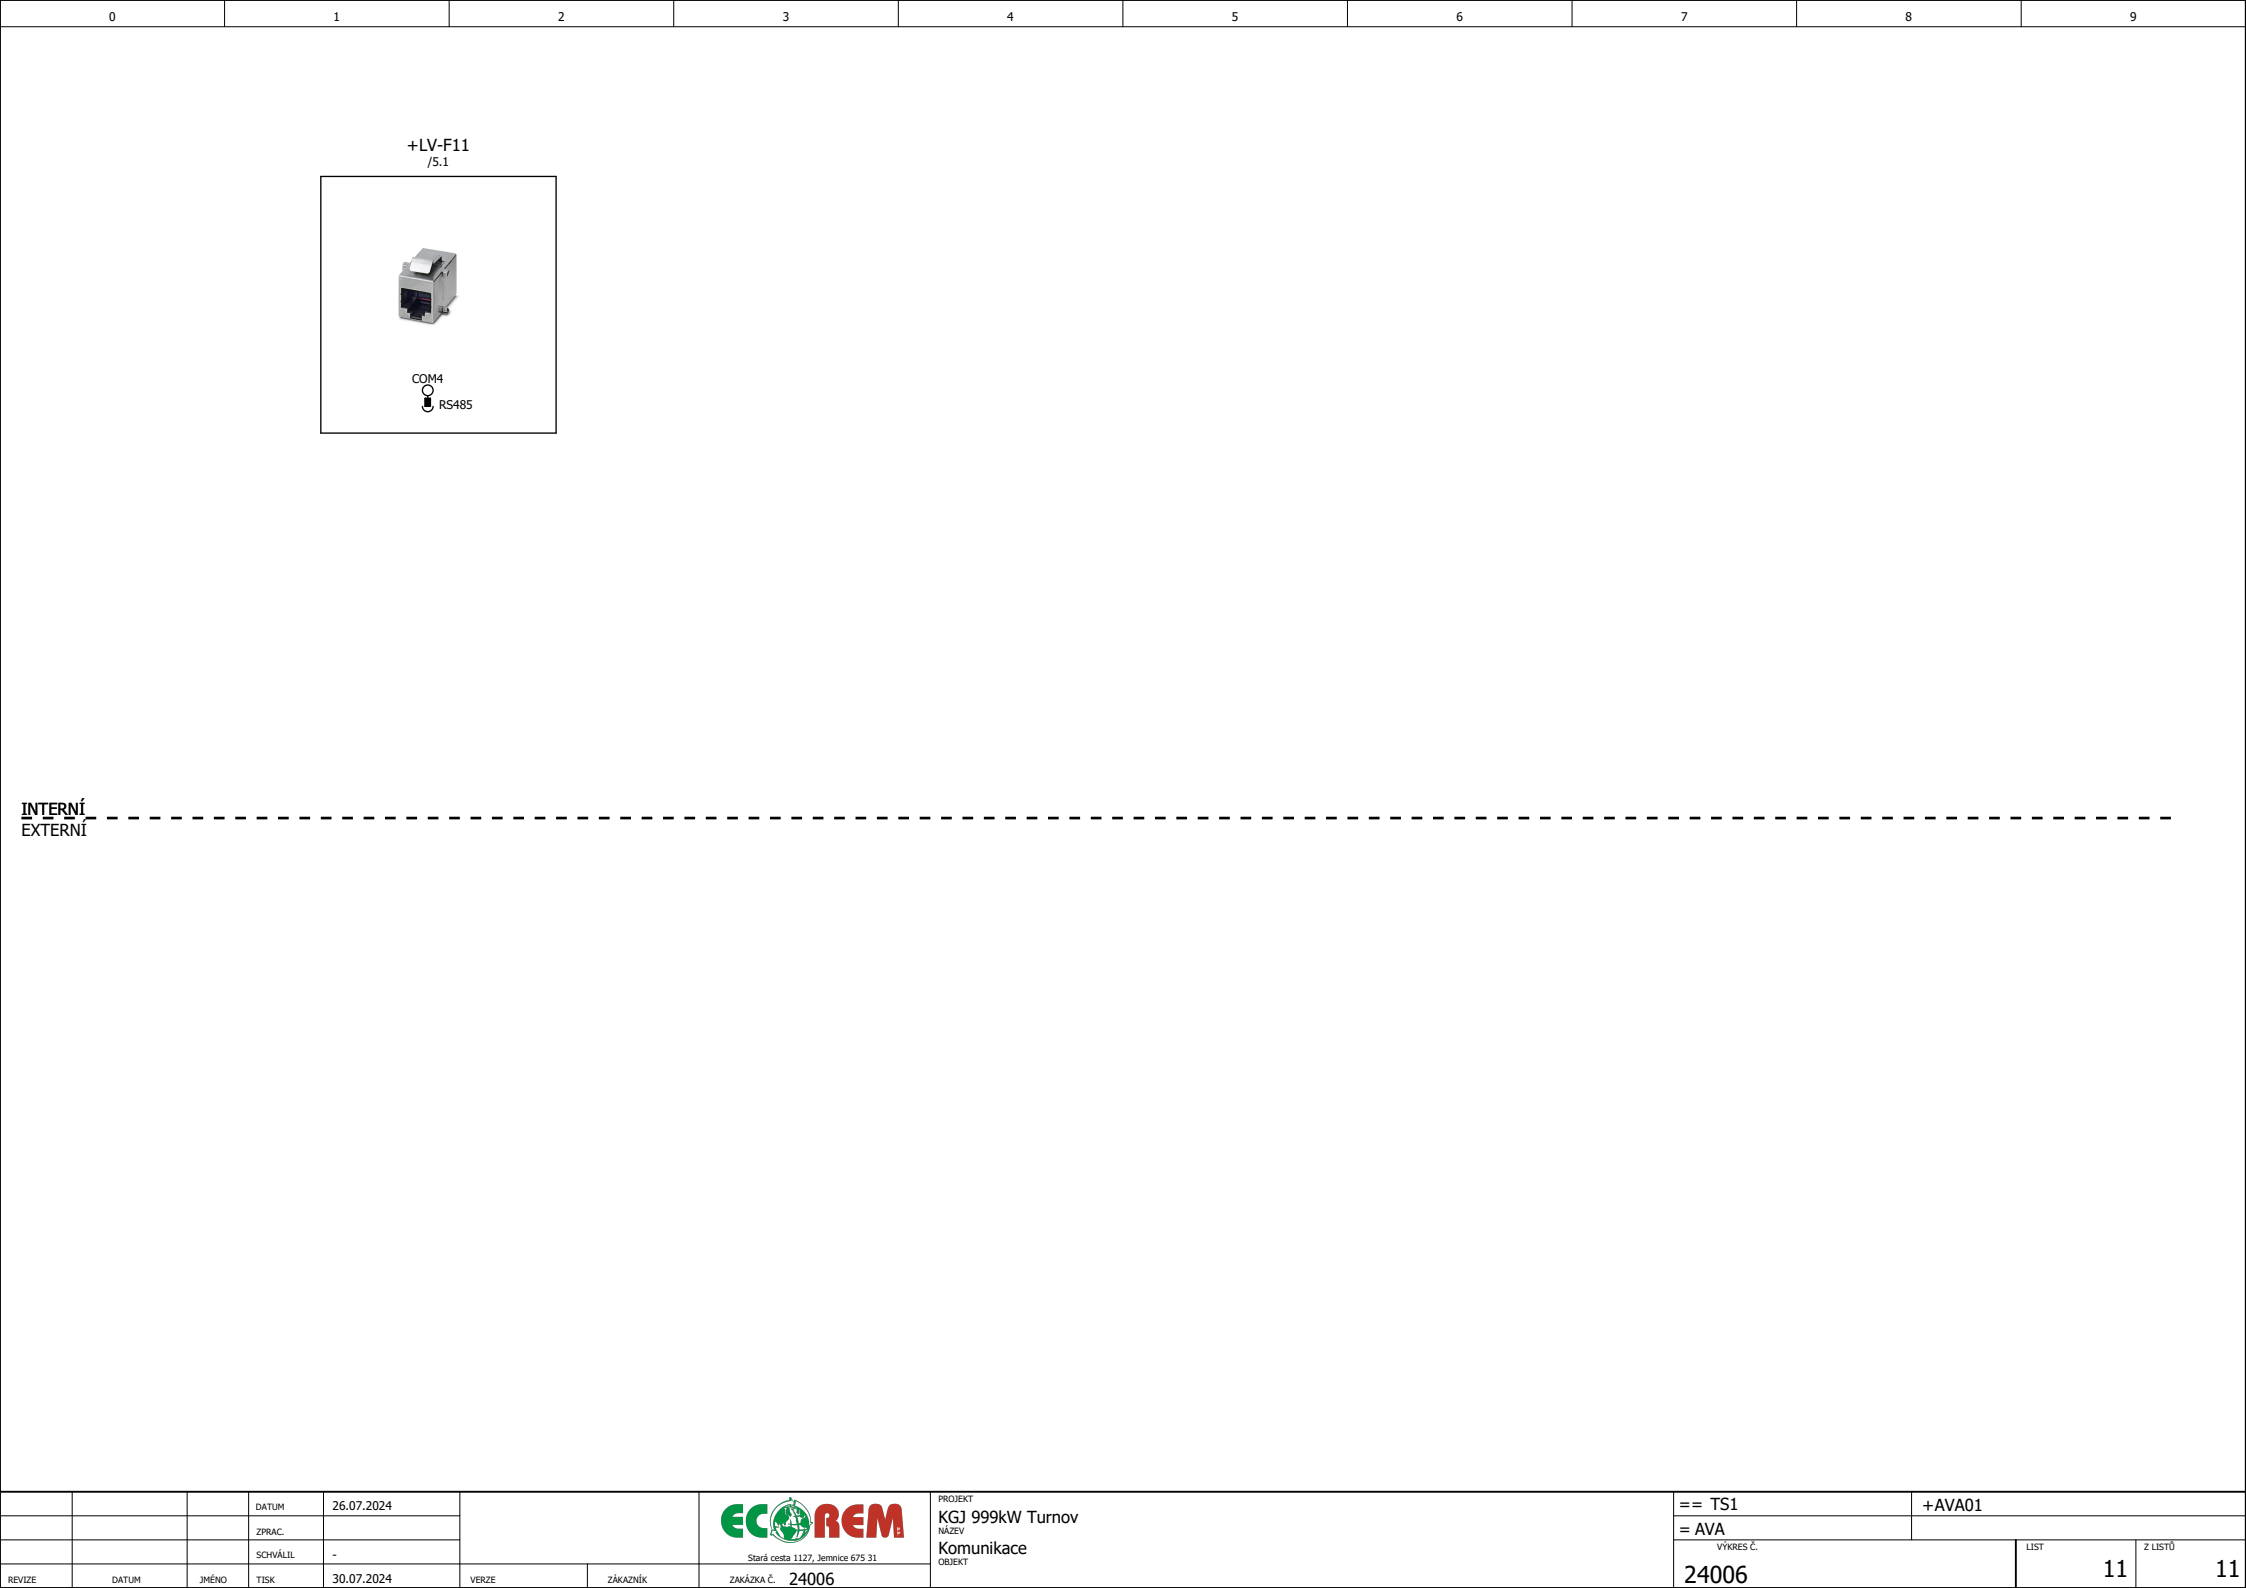 0 1 2 3 4 5 6 7 8 9
+LV-F11
/5.1
COM4
RS485
INTERNÍ
EXTERNÍ
DATUM 26.07.2024
ZPRAC.
SCHVÁLIL -
REVIZE DATUM JMÉNO TISK 30.07.2024 VERZE ZÁKAZNÍK
ECOREM
Stará cesta 1127, Jemnice 675 31
ZAKÁZKA Č. 24006
PROJEKT
KGJ 999kW Turnov
NÁZEV
Komunikace
OBJEKT
== TS1 +AVA01
= AVA
VÝKRES Č. LIST Z LISTŮ
24006 11 11